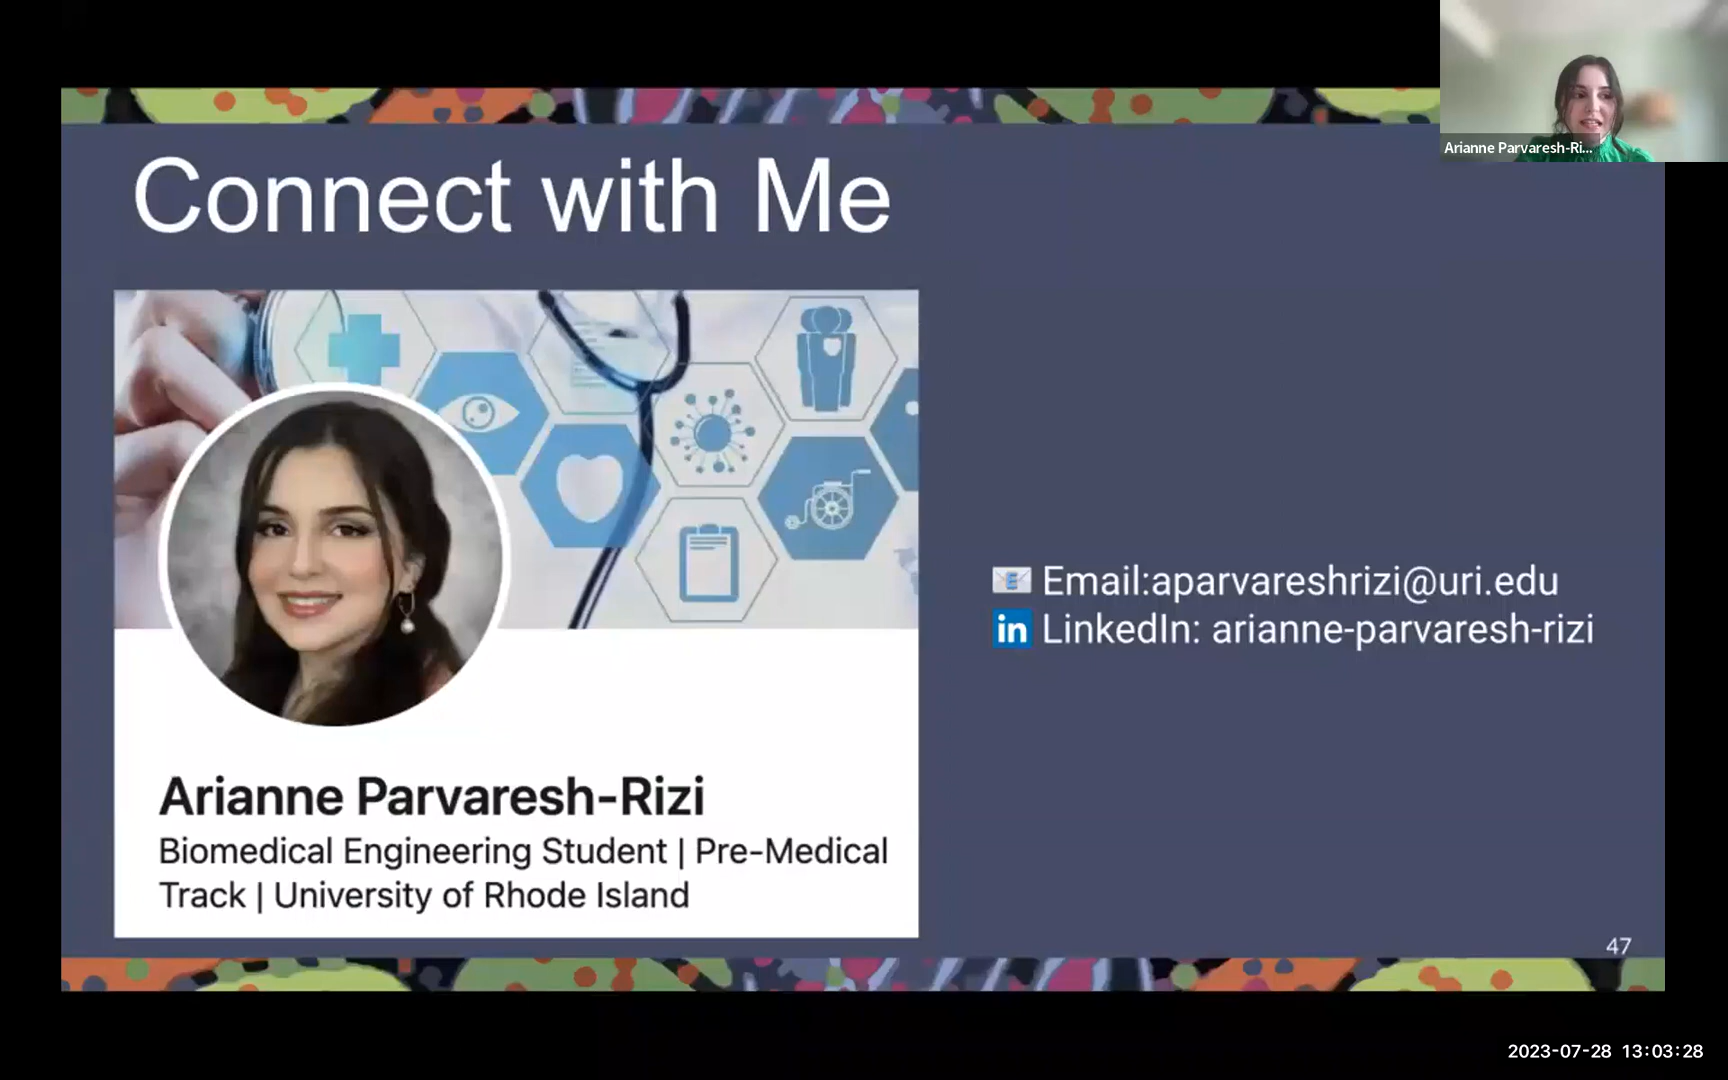 Arianne Parvaresh-Ri...
Connect with Me
Email:aparvareshrizi@uri.edu
LinkedIn: arianne-parvaresh-rizi
Arianne Parvaresh-Rizi
Biomedical Engineering Student | Pre-Medical
Track | University of Rhode Island
47
2023-07-28 13:03:28